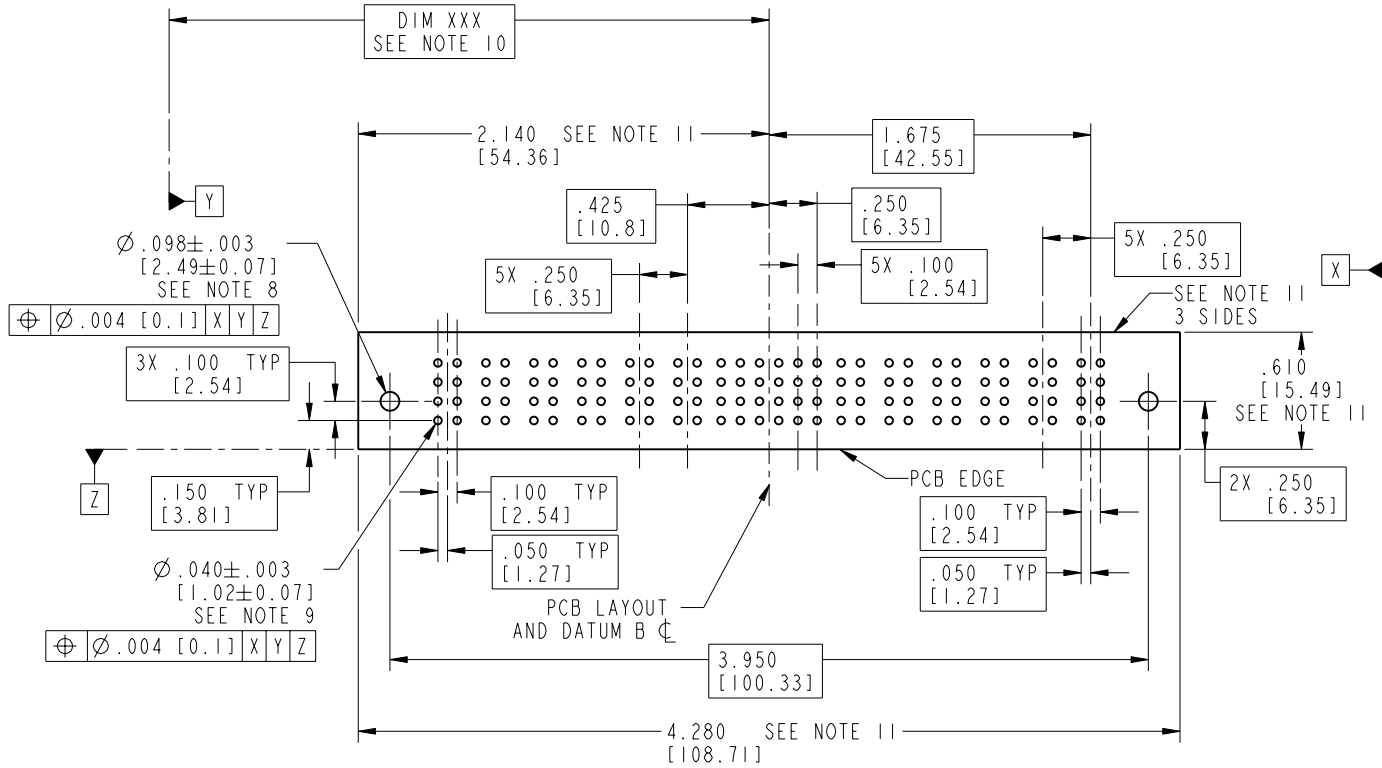 DIM XXX
SEE NOTE 10
2.140 SEE NOTE 11
[54.36]
1.675
[42.55]
Y
.425
[10.8]
.250
[6.35]
Ø.098±.003
[2.49±0.07]
SEE NOTE 8
⌖ Ø.004 [0.1] X Y Z
5X .250
[6.35]
5X .100
[2.54]
5X .250
[6.35]
X
SEE NOTE 11
3 SIDES
3X .100 TYP
[2.54]
.610
[15.49]
SEE NOTE 11
Z
.150 TYP
[3.81]
.100 TYP
[2.54]
PCB EDGE
2X .250
[6.35]
.100 TYP
[2.54]
.050 TYP
[1.27]
.050 TYP
[1.27]
Ø.040±.003
[1.02±0.07]
SEE NOTE 9
⌖ Ø.004 [0.1] X Y Z
PCB LAYOUT
AND DATUM B ℄
3.950
[100.33]
4.280 SEE NOTE 11
[108.71]